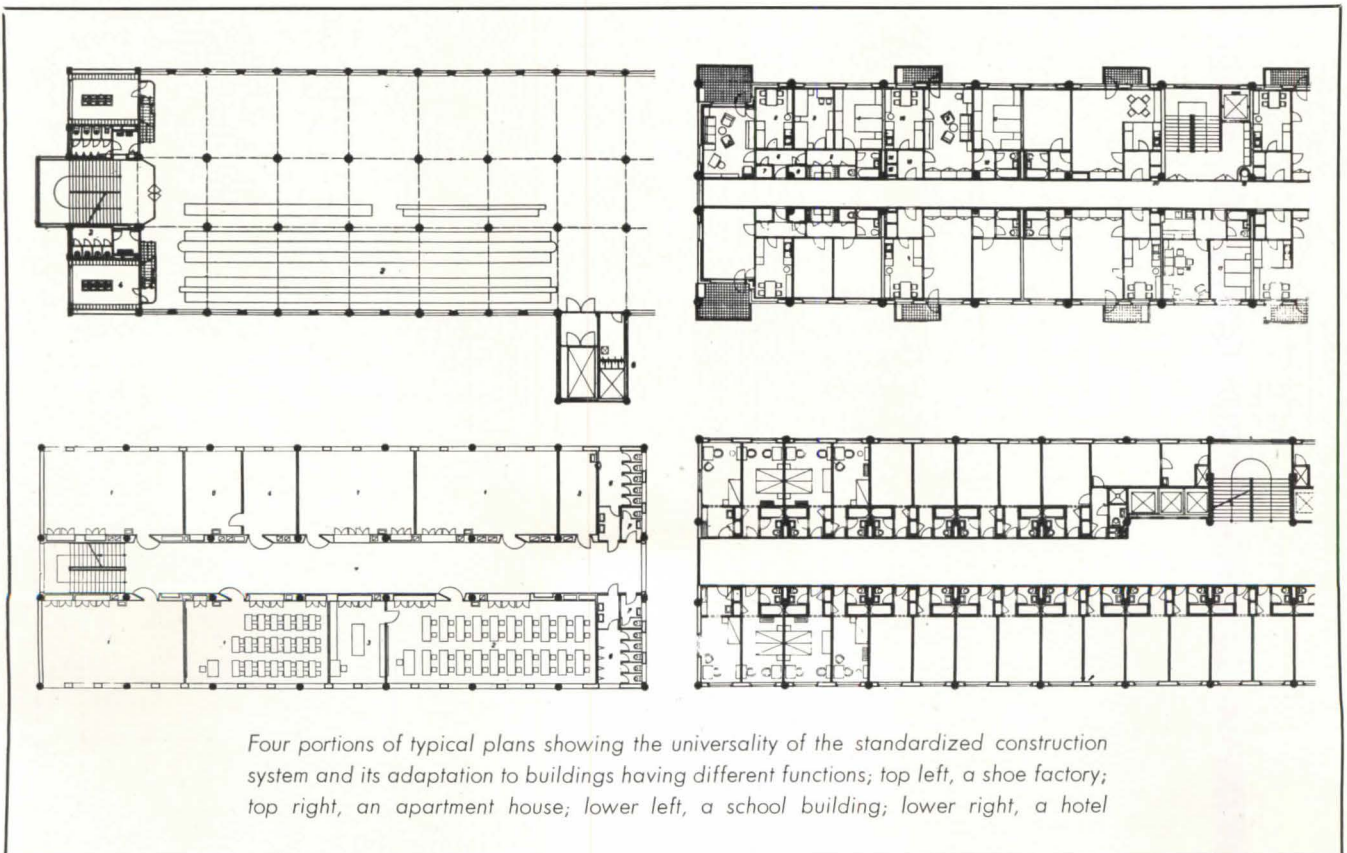 Four portions of typical plans showing the universality of the standardized construction
system and its adaptation to buildings having different functions; top left, a shoe factory;
top right, an apartment house; lower left, a school building; lower right, a hotel